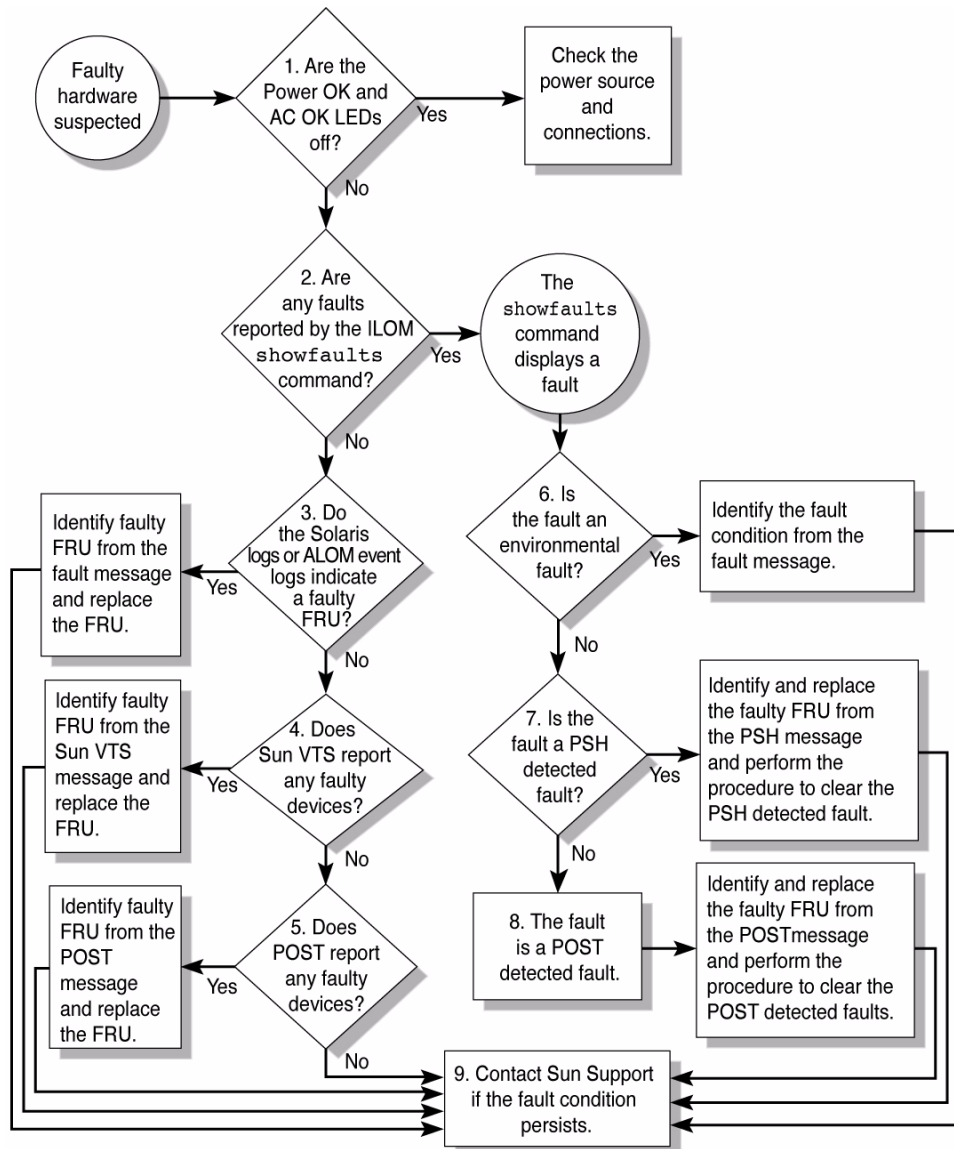 Faulty
hardware
suspected
1. Are the
Power OK and
AC OK LEDs
off?
Yes
Check the
power source
and
connections.
No
2. Are
any faults
reported by the ILOM
showfaults
command?
Yes
The
showfaults
command
displays a
fault
No
3. Do
the Solaris
logs or ALOM event
logs indicate
a faulty
FRU?
Yes
Identify faulty
FRU from the
fault message
and replace
the FRU.
6. Is
the fault an
environmental
fault?
Yes
Identify the fault
condition from the
fault message.
No
No
4. Does
Sun VTS report
any faulty
devices?
Yes
Identify faulty
FRU from the
Sun VTS
message and
replace the
FRU.
7. Is the
fault a PSH
detected
fault?
Yes
Identify and replace
the faulty FRU from
the PSH message
and perform the
procedure to clear the
PSH detected fault.
No
No
5. Does
POST report
any faulty
devices?
Yes
Identify faulty
FRU from the
POST
message
and replace
the FRU.
8. The fault
is a POST
detected fault.
Identify and replace
the faulty FRU from
the POSTmessage
and perform the
procedure to clear the
POST detected faults.
No
9. Contact Sun Support
if the fault condition
persists.